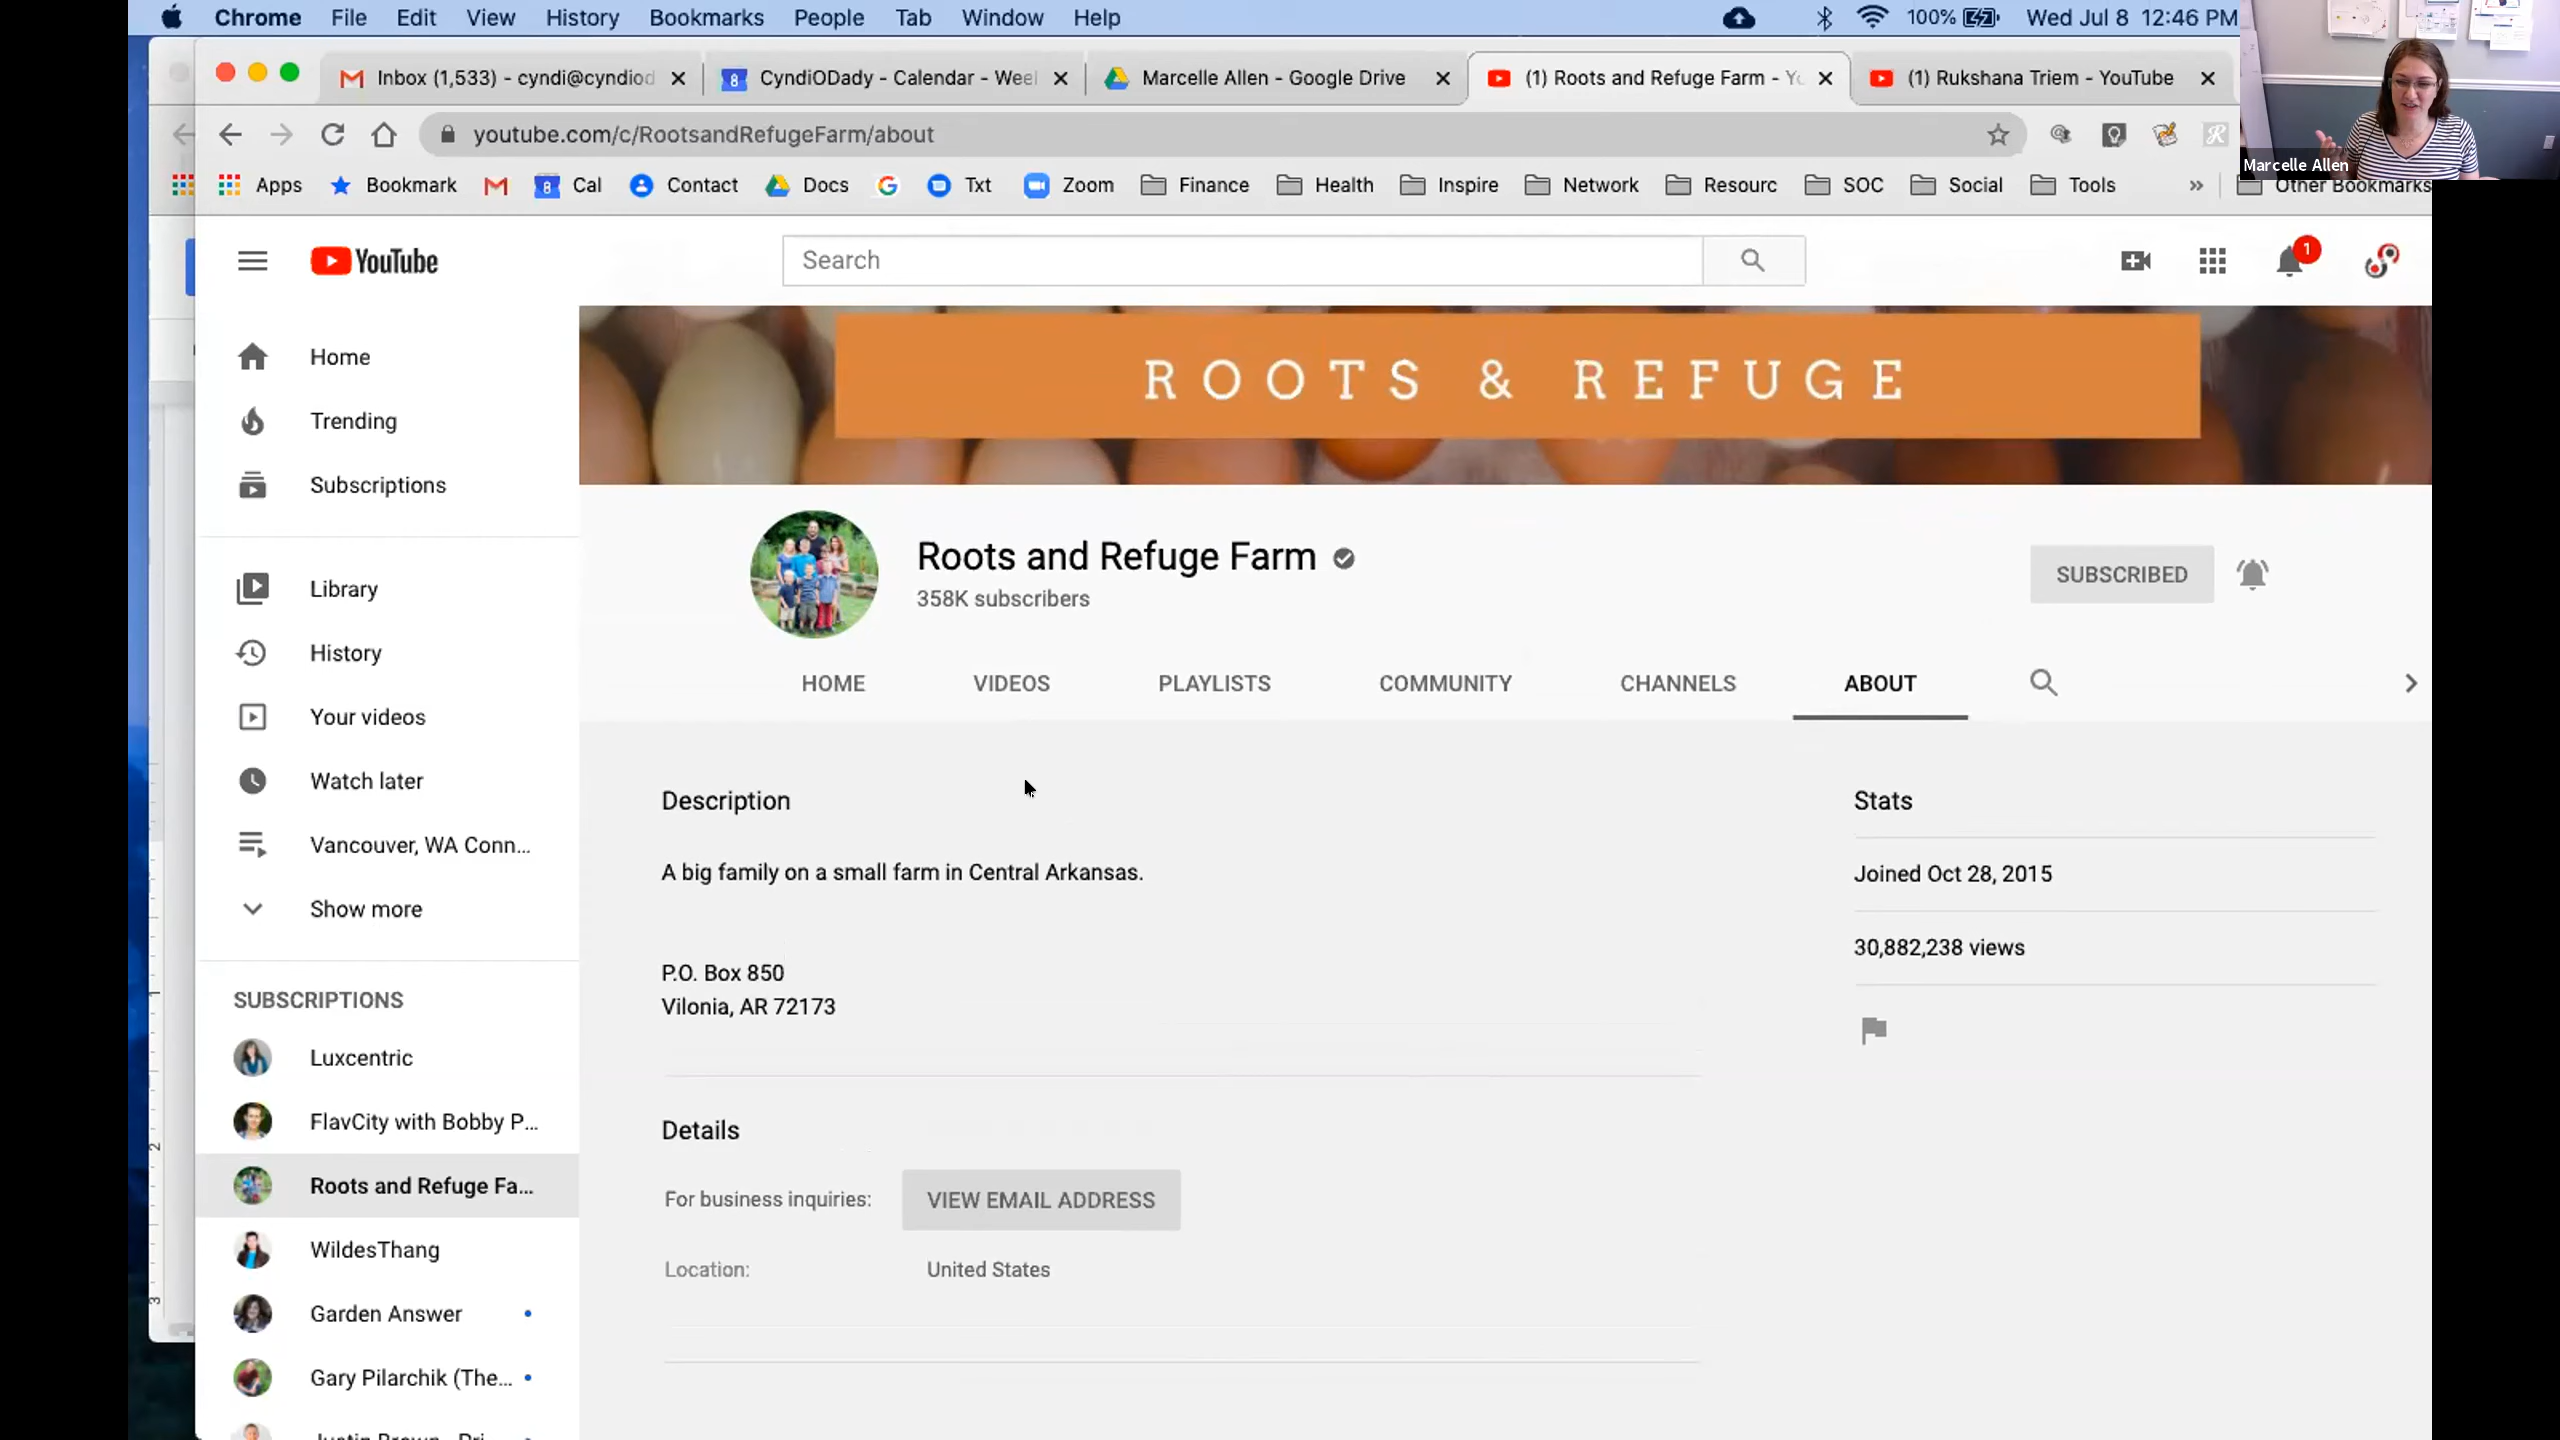 Chrome File Edit View History Bookmarks People Tab Window Help 100% Wed Jul 8 12:46 PM
Inbox (1,533) - cyndi@cyndiod
CyndiODady - Calendar - Weel
Marcelle Allen - Google Drive
(1) Roots and Refuge Farm - Yo
(1) Rukshana Triem - YouTube
youtube.com/c/RootsandRefugeFarm/about
Marcelle Allen
Apps Bookmark Cal Contact Docs Txt Zoom Finance Health Inspire Network Resourc SOC Social Tools » Other Bookmarks
YouTube
Search
1
Home
Trending
Subscriptions
Library
History
Your videos
Watch later
Vancouver, WA Conn...
Show more
SUBSCRIPTIONS
Luxcentric
FlavCity with Bobby P...
Roots and Refuge Fa...
WildesThang
Garden Answer
Gary Pilarchik (The...
ROOTS & REFUGE
Roots and Refuge Farm
358K subscribers
SUBSCRIBED
HOME VIDEOS PLAYLISTS COMMUNITY CHANNELS ABOUT
Description
A big family on a small farm in Central Arkansas.
P.O. Box 850
Vilonia, AR 72173
Details
For business inquiries: VIEW EMAIL ADDRESS
Location: United States
Stats
Joined Oct 28, 2015
30,882,238 views
1
2
3